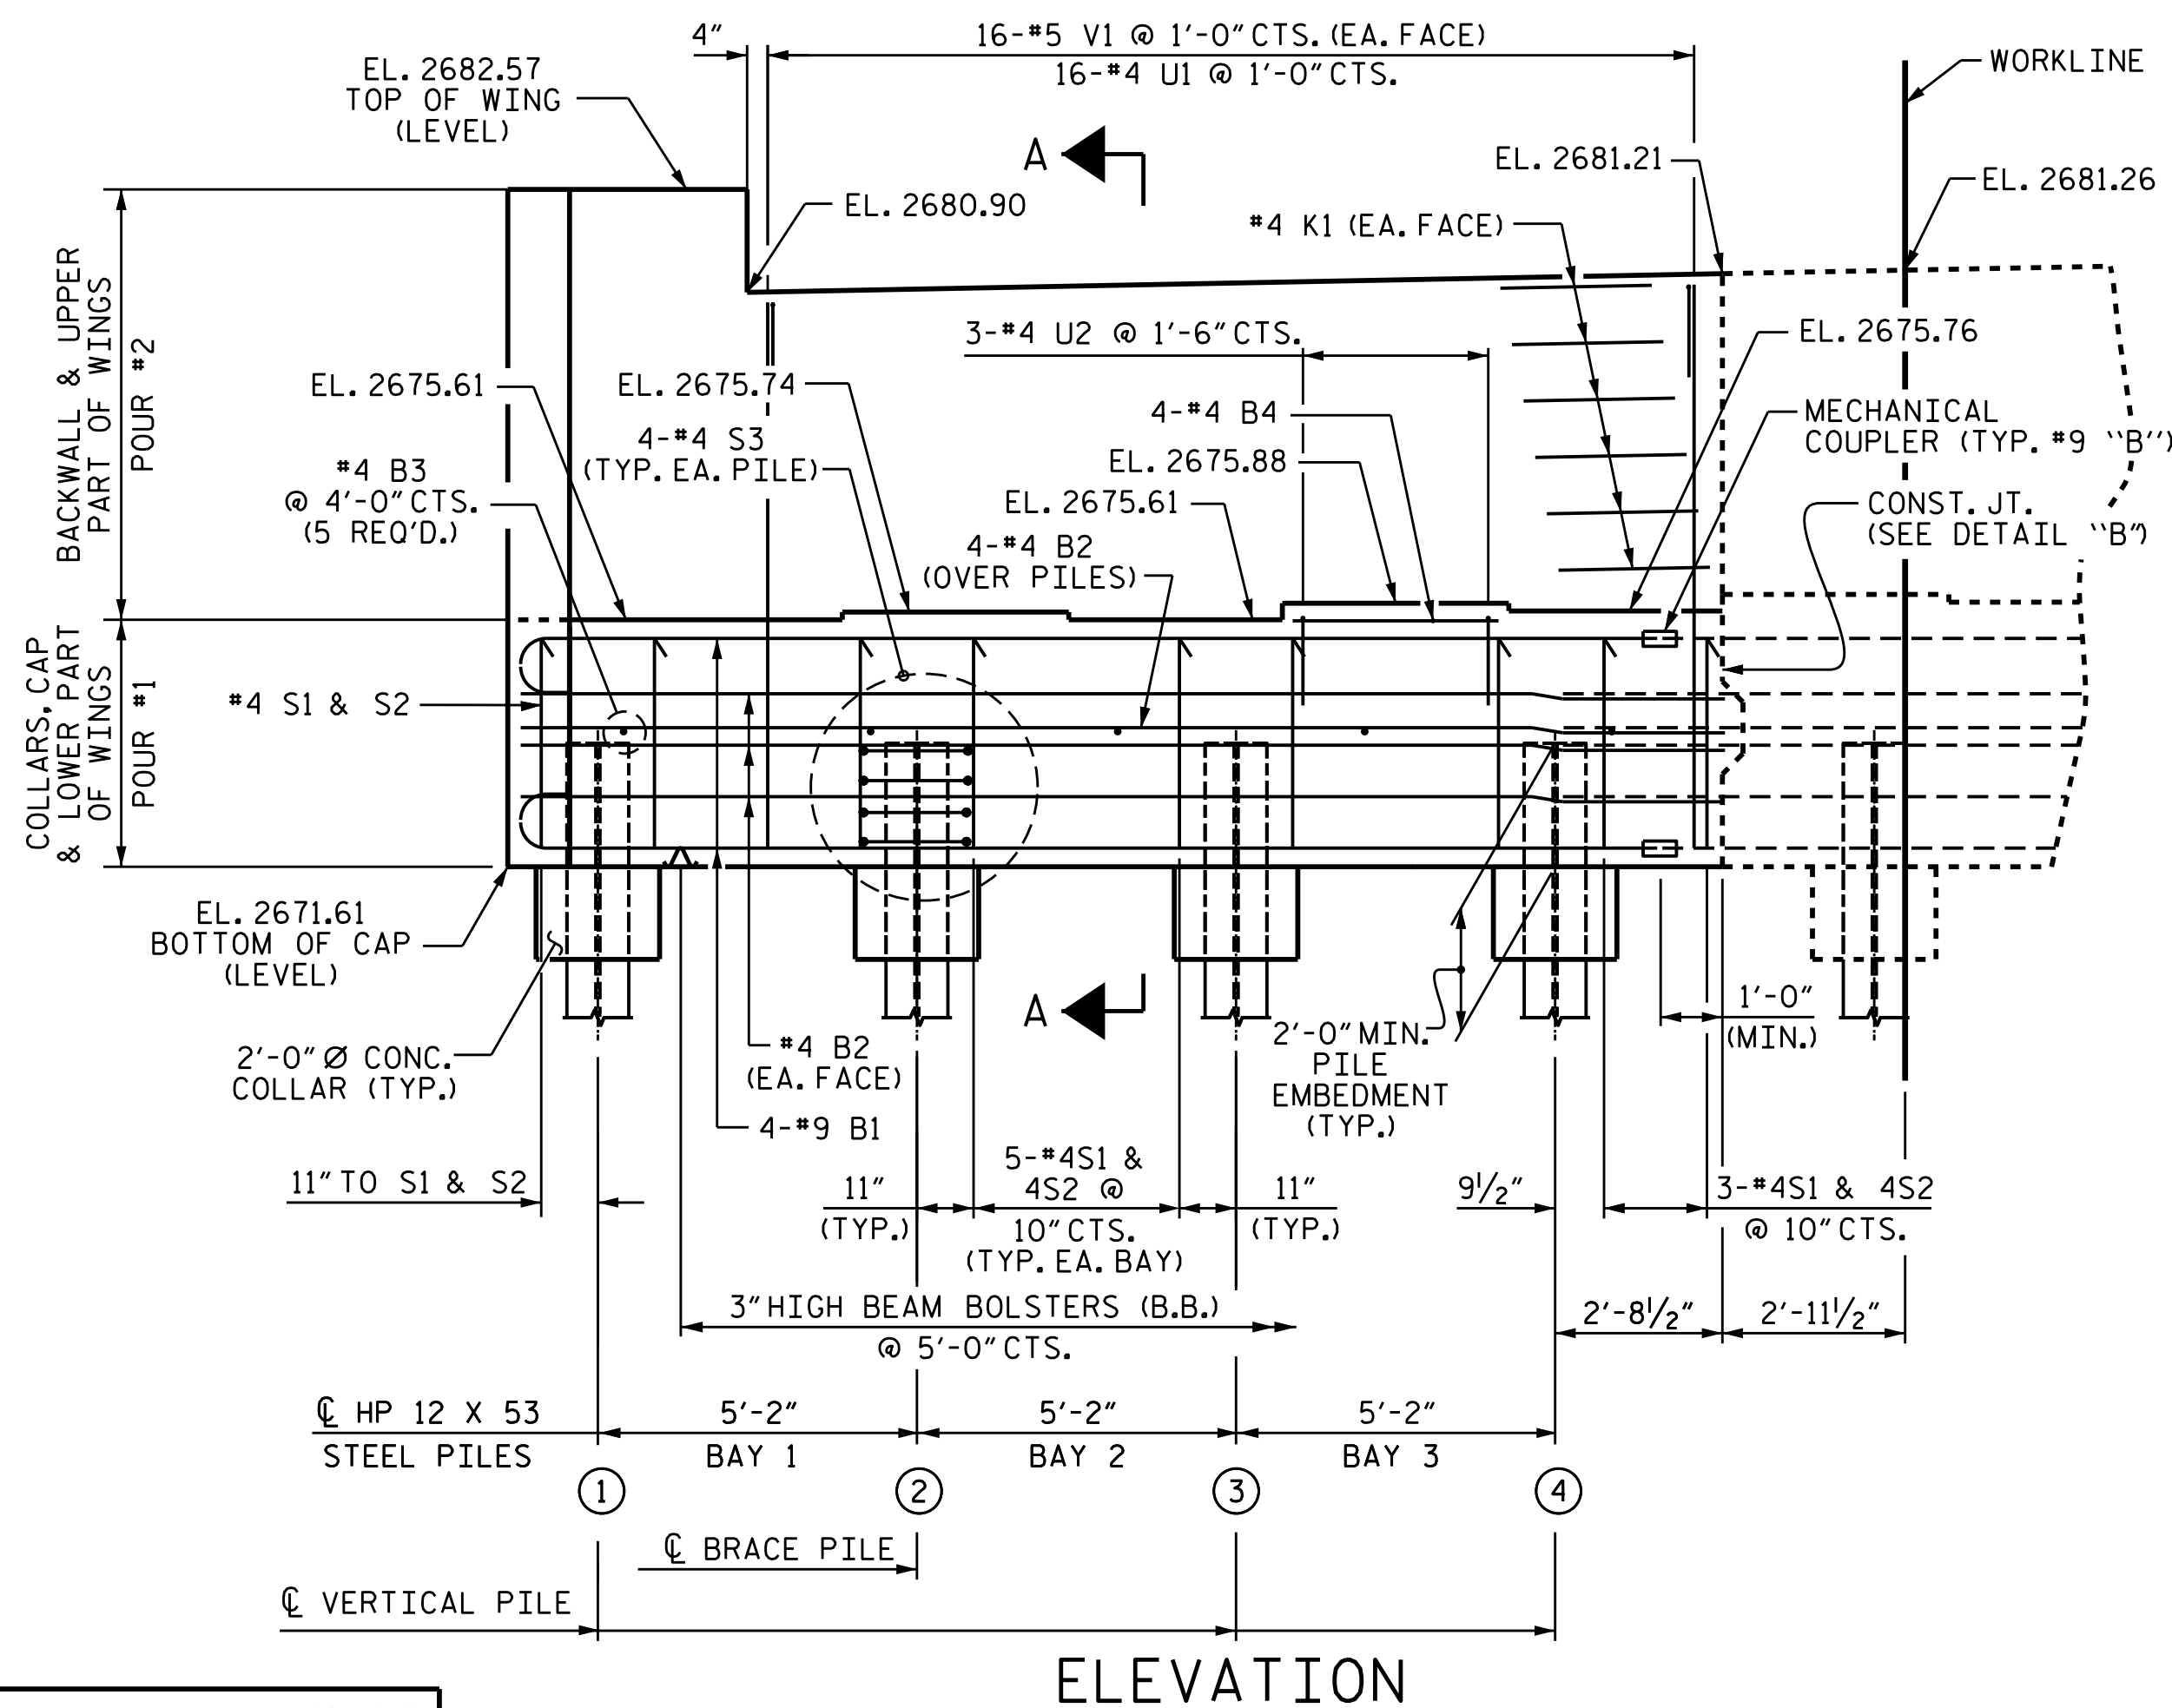 4"
16-#5 V1 @ 1'-0" CTS. (EA. FACE)
16-#4 U1 @ 1'-0" CTS.
WORKLINE
EL. 2682.57
TOP OF WING
(LEVEL)
A
EL. 2681.21
EL. 2681.26
EL. 2680.90
#4 K1 (EA. FACE)
BACKWALL & UPPER
PART OF WINGS
POUR #2
3-#4 U2 @ 1'-6" CTS.
EL. 2675.76
EL. 2675.61
EL. 2675.74
4-#4 B4
MECHANICAL
COUPLER (TYP. #9 ``B'')
4-#4 S3
(TYP. EA. PILE)
EL. 2675.88
#4 B3
@ 4'-0" CTS.
(5 REQ'D.)
EL. 2675.61
CONST. JT.
(SEE DETAIL ``B")
4-#4 B2
(OVER PILES)
COLLARS, CAP
& LOWER PART
OF WINGS
POUR #1
#4 S1 & S2
EL. 2671.61
BOTTOM OF CAP
(LEVEL)
A
1'-0"
(MIN.)
2'-0" Ø CONC.
COLLAR (TYP.)
#4 B2
(EA. FACE)
2'-0" MIN.
PILE
EMBEDMENT
(TYP.)
4-#9 B1
11" TO S1 & S2
11"
(TYP.)
5-#4S1 &
4S2 @
10" CTS.
(TYP. EA. BAY)
11"
(TYP.)
9½"
3-#4S1 & 4S2
@ 10" CTS.
3" HIGH BEAM BOLSTERS (B.B.)
@ 5'-0" CTS.
2'-8½"
2'-11½"
℄ HP 12 X 53
STEEL PILES
5'-2"
BAY 1
5'-2"
BAY 2
5'-2"
BAY 3
1
2
3
4
℄ BRACE PILE
℄ VERTICAL PILE
ELEVATION